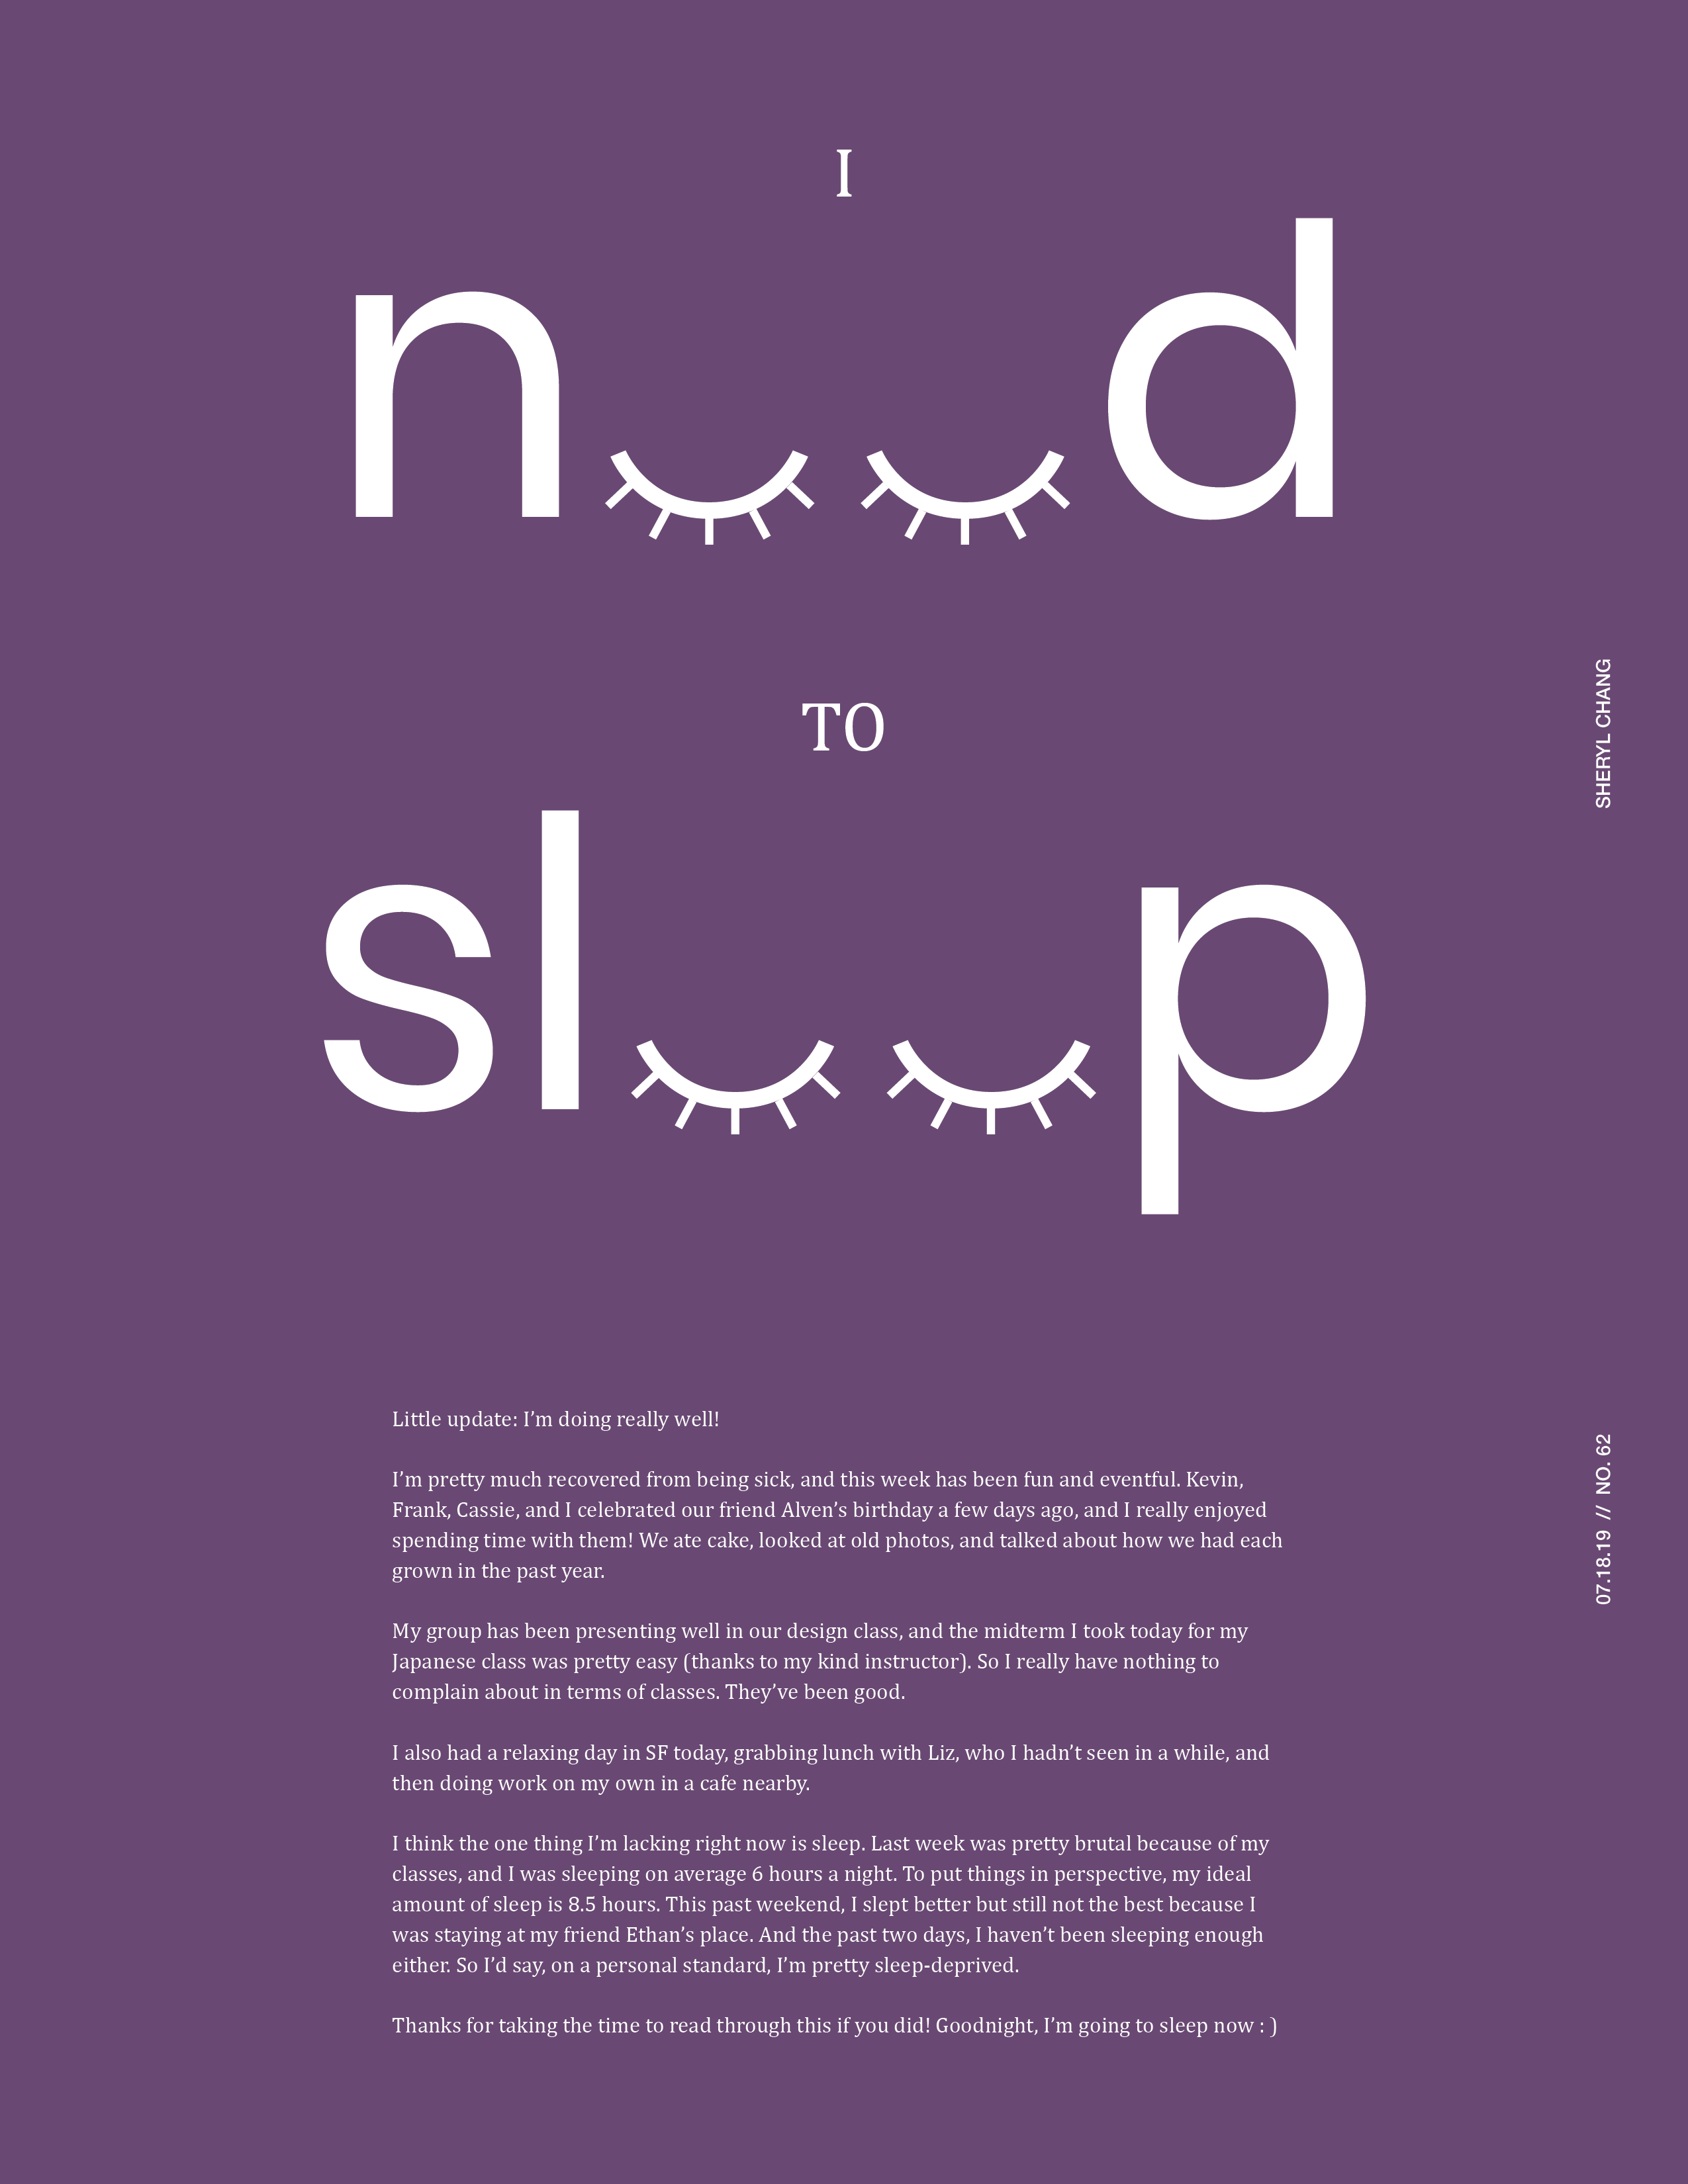 I
n d
TO
sl p
SHERYL CHANG
Little update: I’m doing really well!
I’m pretty much recovered from being sick, and this week has been fun and eventful. Kevin,
Frank, Cassie, and I celebrated our friend Alven’s birthday a few days ago, and I really enjoyed
spending time with them! We ate cake, looked at old photos, and talked about how we had each
grown in the past year.
My group has been presenting well in our design class, and the midterm I took today for my
Japanese class was pretty easy (thanks to my kind instructor). So I really have nothing to
complain about in terms of classes. They’ve been good.
I also had a relaxing day in SF today, grabbing lunch with Liz, who I hadn’t seen in a while, and
then doing work on my own in a cafe nearby.
I think the one thing I’m lacking right now is sleep. Last week was pretty brutal because of my
classes, and I was sleeping on average 6 hours a night. To put things in perspective, my ideal
amount of sleep is 8.5 hours. This past weekend, I slept better but still not the best because I
was staying at my friend Ethan’s place. And the past two days, I haven’t been sleeping enough
either. So I’d say, on a personal standard, I’m pretty sleep-deprived.
Thanks for taking the time to read through this if you did! Goodnight, I’m going to sleep now : )
07.18.19 // NO. 62